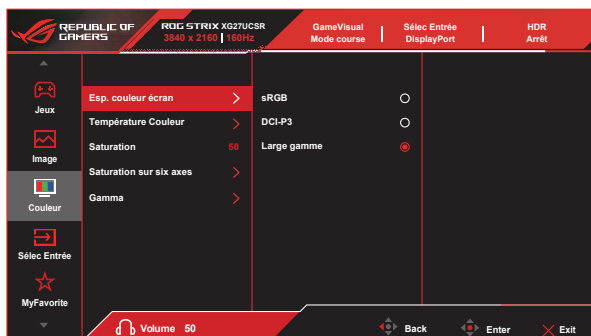 REPUBLIC OF
GAMERS
ROG STRIX XG27UCSR
3840 x 2160 160Hz
GameVisual
Mode course
Sélec Entrée
DisplayPort
HDR
Arrêt
Jeux
Image
Couleur
Sélec Entrée
MyFavorite
Esp. couleur écran
Température Couleur
Saturation 50
Saturation sur six axes
Gamma
sRGB
DCI-P3
Large gamme
Volume 50
Back
Enter
Exit